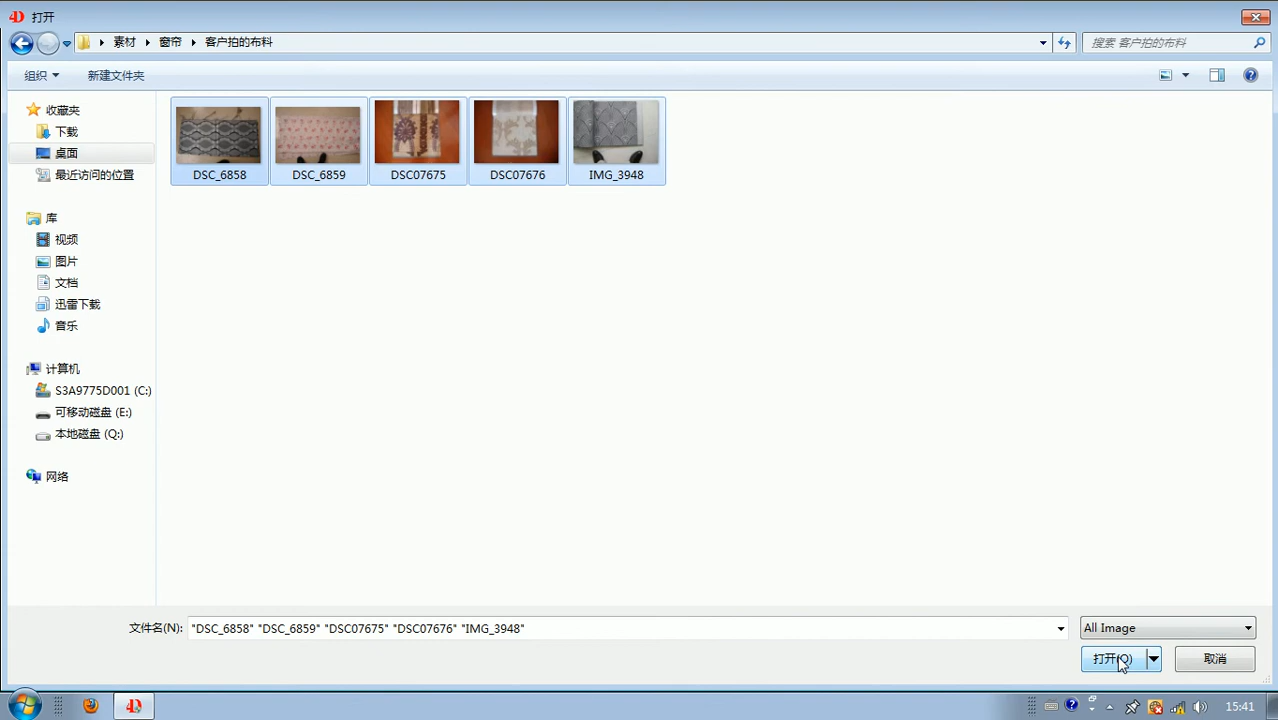 打开
素材 窗帘 客户拍的布料
搜索 客户拍的布料
组织 新建文件夹
收藏夹
下载
桌面
最近访问的位置
库
视频
图片
文档
迅雷下载
音乐
计算机
S3A9775D001 (C:)
可移动磁盘 (E:)
本地磁盘 (Q:)
网络
DSC_6858 DSC_6859 DSC07675 DSC07676 IMG_3948
文件名(N): "DSC_6858" "DSC_6859" "DSC07675" "DSC07676" "IMG_3948" All Image
打开(O) 取消
15:41